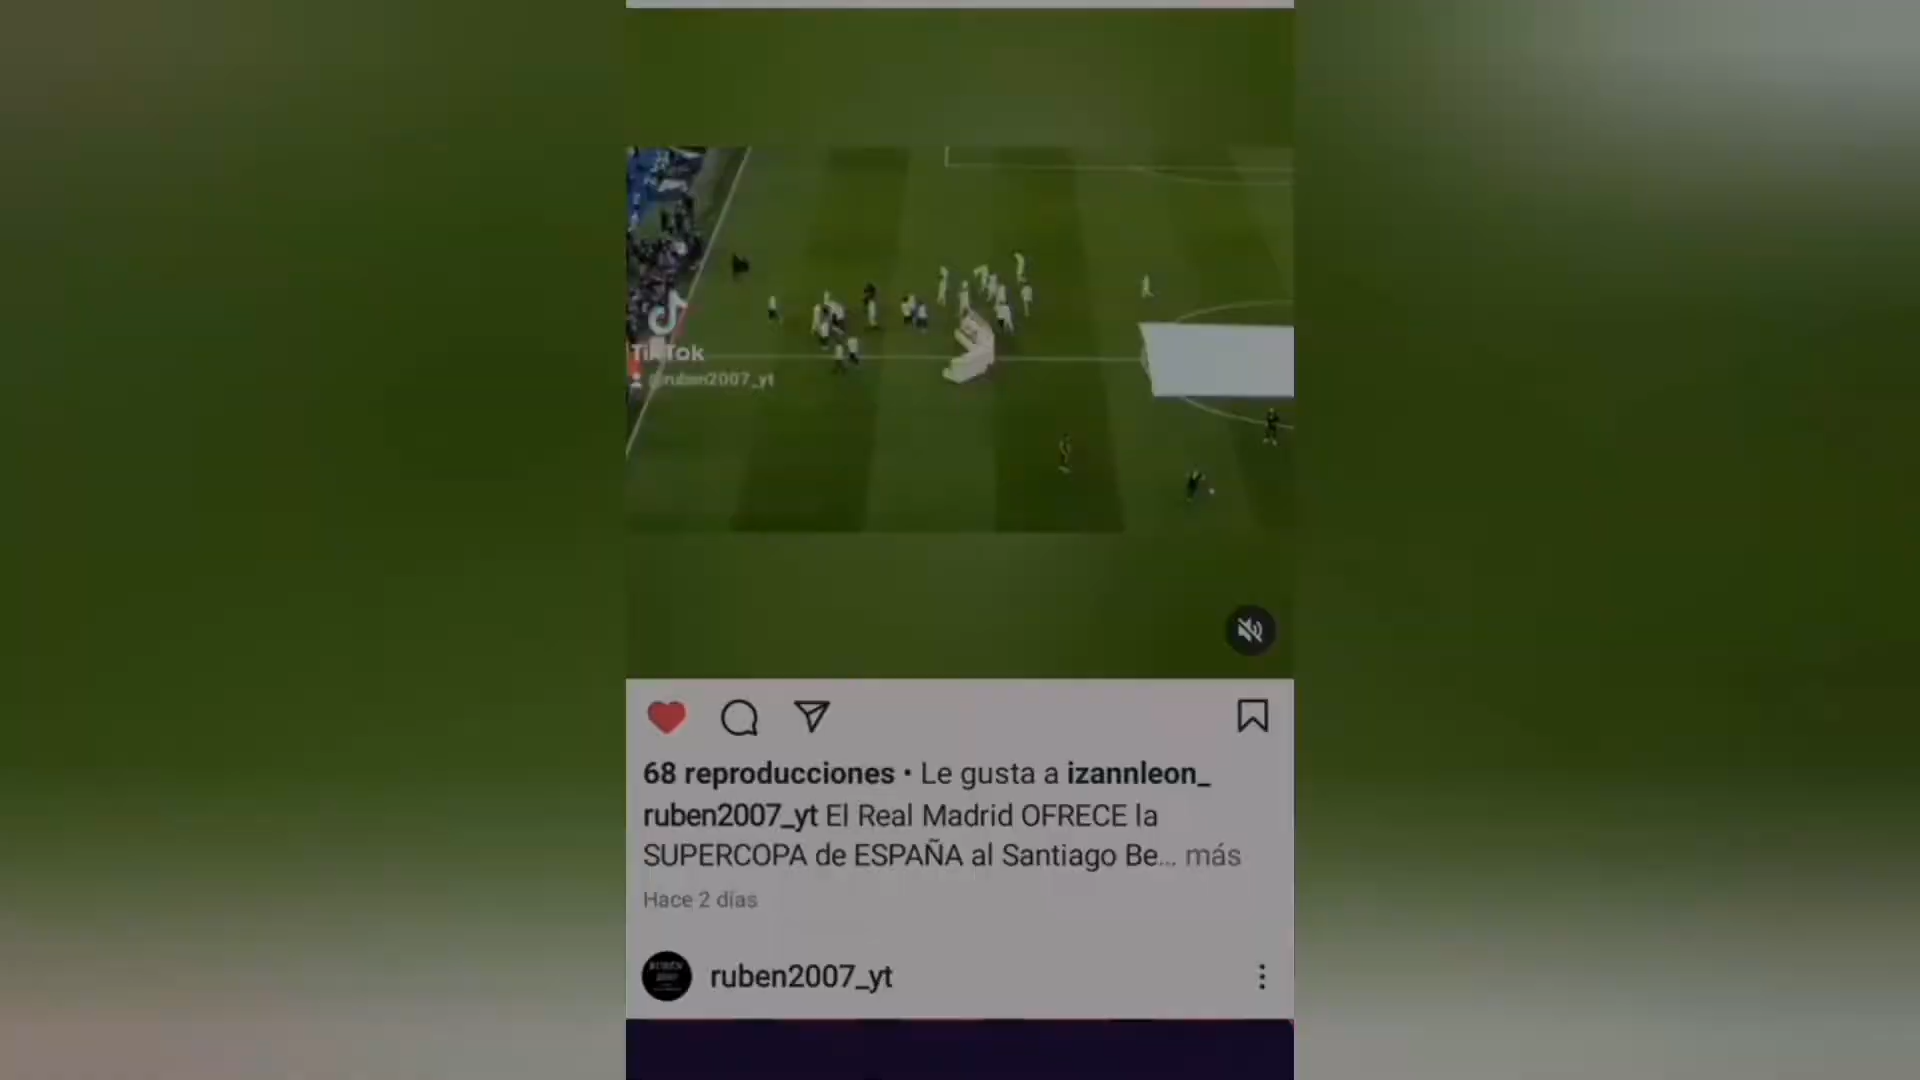 TikTok
@ruben2007_yt
68 reproducciones • Le gusta a izannleon_
ruben2007_yt El Real Madrid OFRECE la
SUPERCOPA de ESPAÑA al Santiago Be... más
Hace 2 días
ruben2007_yt